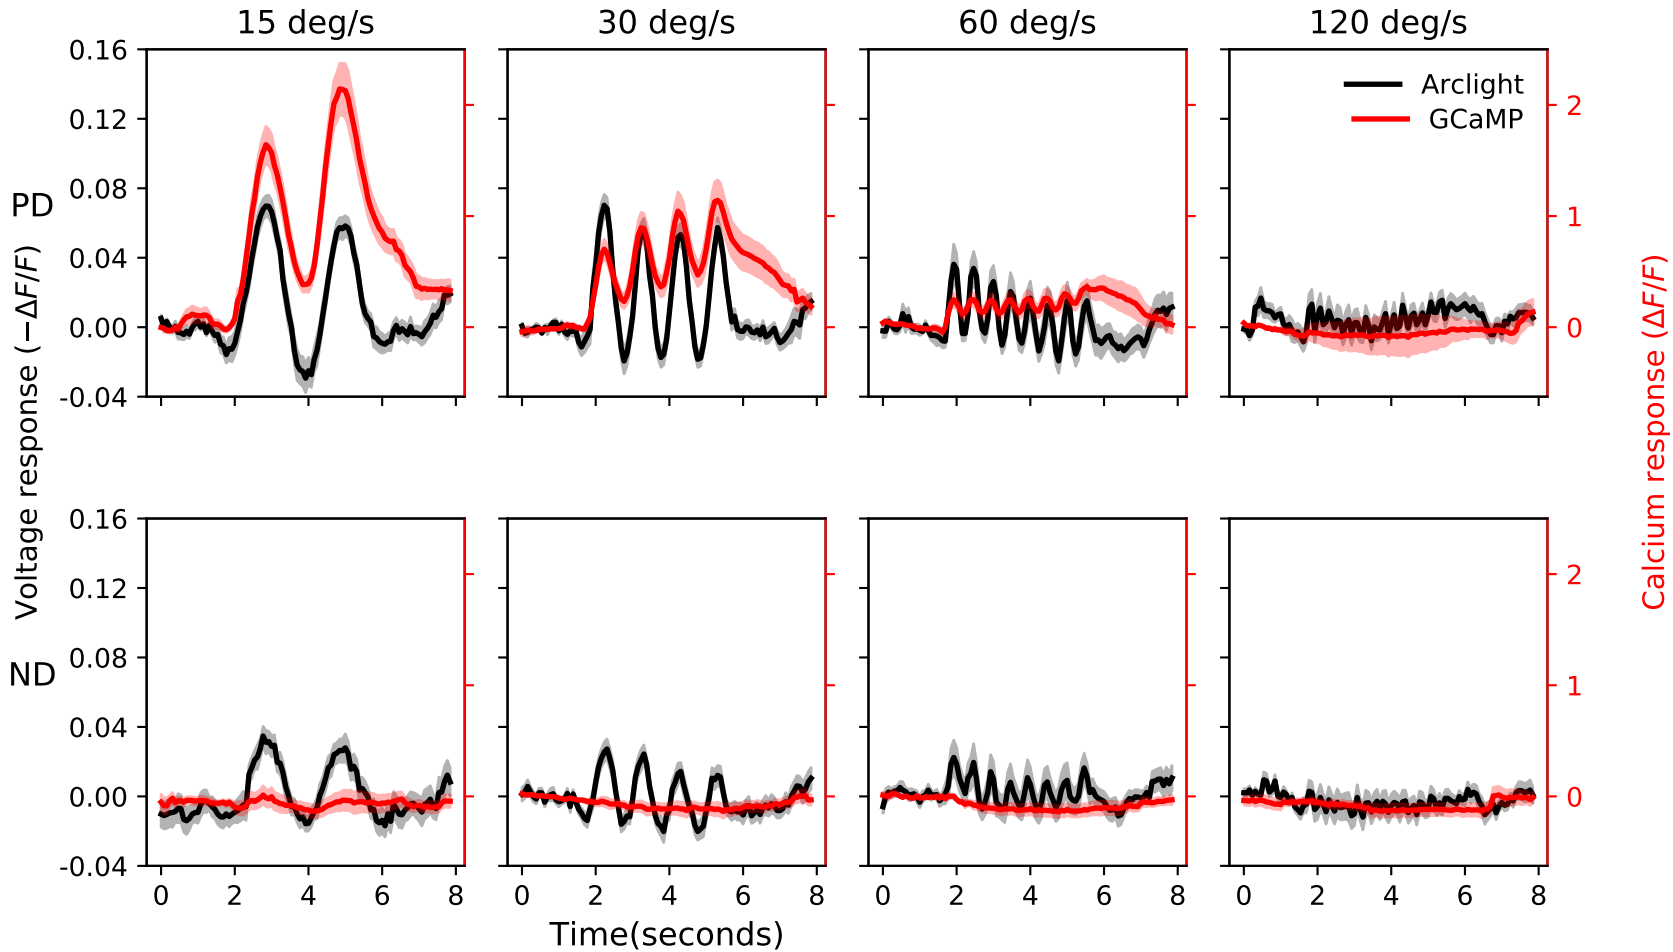 15 deg/s 30 deg/s 60 deg/s 120 deg/s
0.16
0.12
0.08
0.04
0.00
-0.04
PD
Arclight
GCaMP
2
1
0
Voltage response (−ΔF/F)
Calcium response (ΔF/F)
0.16
0.12
0.08
0.04
0.00
-0.04
ND
2
1
0
0 2 4 6 8 0 2 4 6 8 0 2 4 6 8 0 2 4 6 8
Time(seconds)